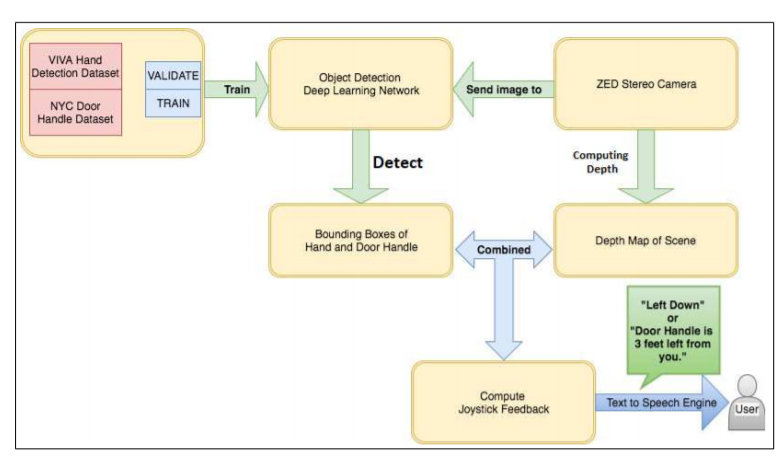 VIVA Hand
Detection Dataset
NYC Door
Handle Dataset
VALIDATE
TRAIN
Train
Object Detection
Deep Learning Network
Send image to
ZED Stereo Camera
Detect
Computing
Depth
Bounding Boxes of
Hand and Door Handle
Combined
Depth Map of Scene
"Left Down"
or
"Door Handle is
3 feet left from
you."
Compute
Joystick Feedback
Text to Speech Engine
User